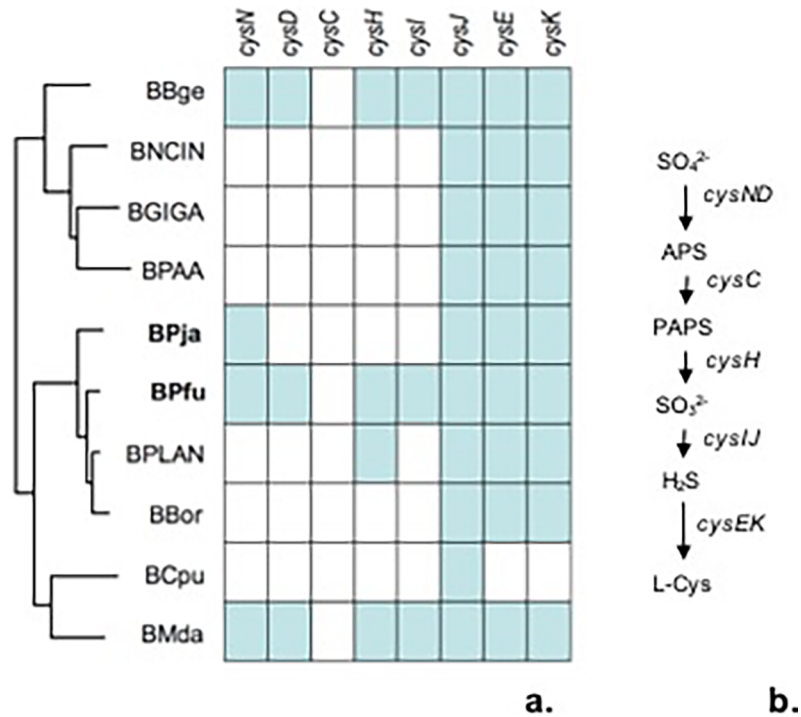 cysN cysD cysC cysH cysI cysJ cysE cysK
BBge
BNCIN
BGIGA
BPAA
BPja
BPfu
BPLAN
BBor
BCpu
BMda
a.
SO₄²⁻
cysND
APS
cysC
PAPS
cysH
SO₃²⁻
cysIJ
H₂S
cysEK
L-Cys
b.